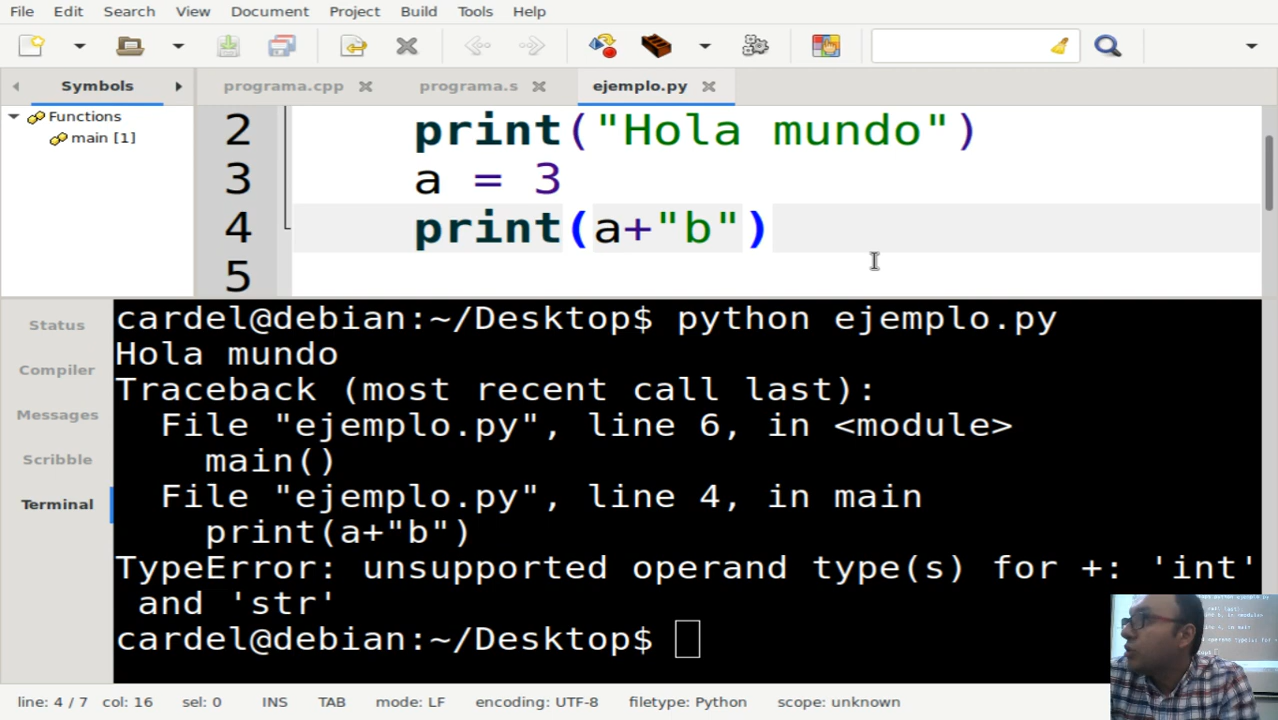 File Edit Search View Document Project Build Tools Help
Symbols programa.cpp programa.s ejemplo.py
Functions
main [1]
2 print("Hola mundo")
3 a = 3
4 print(a+"b")
5
Status
Compiler
Messages
Scribble
Terminal
cardel@debian:~/Desktop$ python ejemplo.py
Hola mundo
Traceback (most recent call last):
File "ejemplo.py", line 6, in <module>
main()
File "ejemplo.py", line 4, in main
print(a+"b")
TypeError: unsupported operand type(s) for +: 'int'
and 'str'
cardel@debian:~/Desktop$
line: 4 / 7 col: 16 sel: 0 INS TAB mode: LF encoding: UTF-8 filetype: Python scope: unknown